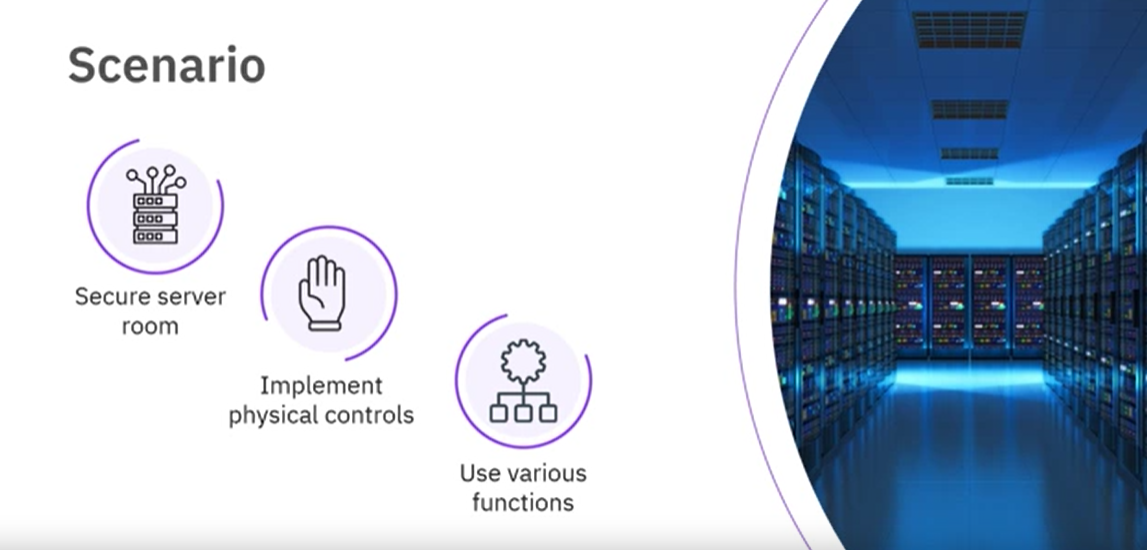 Scenario
Secure server
room
Implement
physical controls
Use various
functions